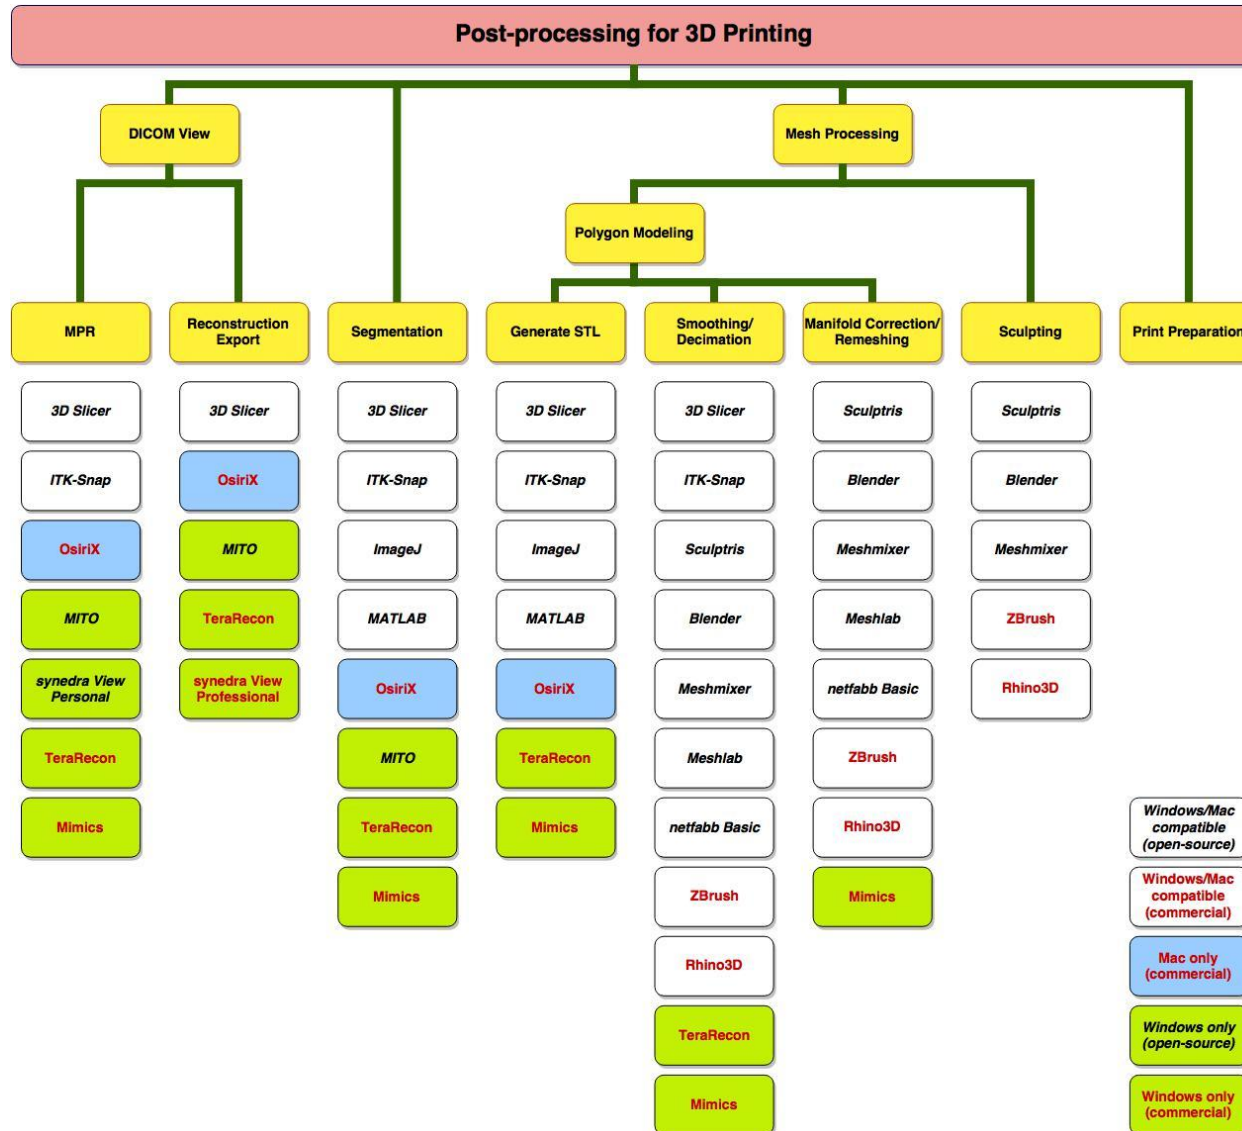 Post-processing for 3D Printing
DICOM View
Mesh Processing
Polygon Modeling
MPR
Reconstruction
Export
Segmentation
Generate STL
Smoothing/
Decimation
Manifold Correction/
Remeshing
Sculpting
Print Preparation
3D Slicer
ITK-Snap
OsiriX
MITO
synedra View
Personal
TeraRecon
Mimics
3D Slicer
OsiriX
MITO
TeraRecon
synedra View
Professional
3D Slicer
ITK-Snap
ImageJ
MATLAB
OsiriX
MITO
TeraRecon
Mimics
3D Slicer
ITK-Snap
ImageJ
MATLAB
OsiriX
TeraRecon
Mimics
3D Slicer
ITK-Snap
Sculptris
Blender
Meshmixer
Meshlab
netfabb Basic
ZBrush
Rhino3D
TeraRecon
Mimics
Sculptris
Blender
Meshmixer
Meshlab
netfabb Basic
ZBrush
Rhino3D
Mimics
Sculptris
Blender
Meshmixer
ZBrush
Rhino3D
Windows/Mac
compatible
(open-source)
Windows/Mac
compatible
(commercial)
Mac only
(commercial)
Windows only
(open-source)
Windows only
(commercial)